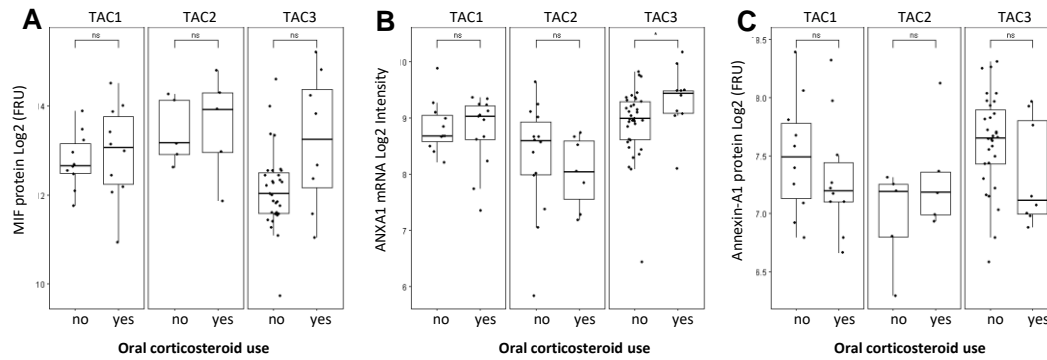 A
TAC1 TAC2 TAC3
ns ns ns
MIF protein Log2 (FRU)
14
12
10
no yes no yes no yes
Oral corticosteroid use
B
TAC1 TAC2 TAC3
ns ns *
ANXA1 mRNA Log2 Intensity
10
9
8
7
6
no yes no yes no yes
Oral corticosteroid use
C
TAC1 TAC2 TAC3
ns ns ns
Annexin-A1 protein Log2 (FRU)
8.5
8.0
7.5
7.0
6.5
no yes no yes no yes
Oral corticosteroid use